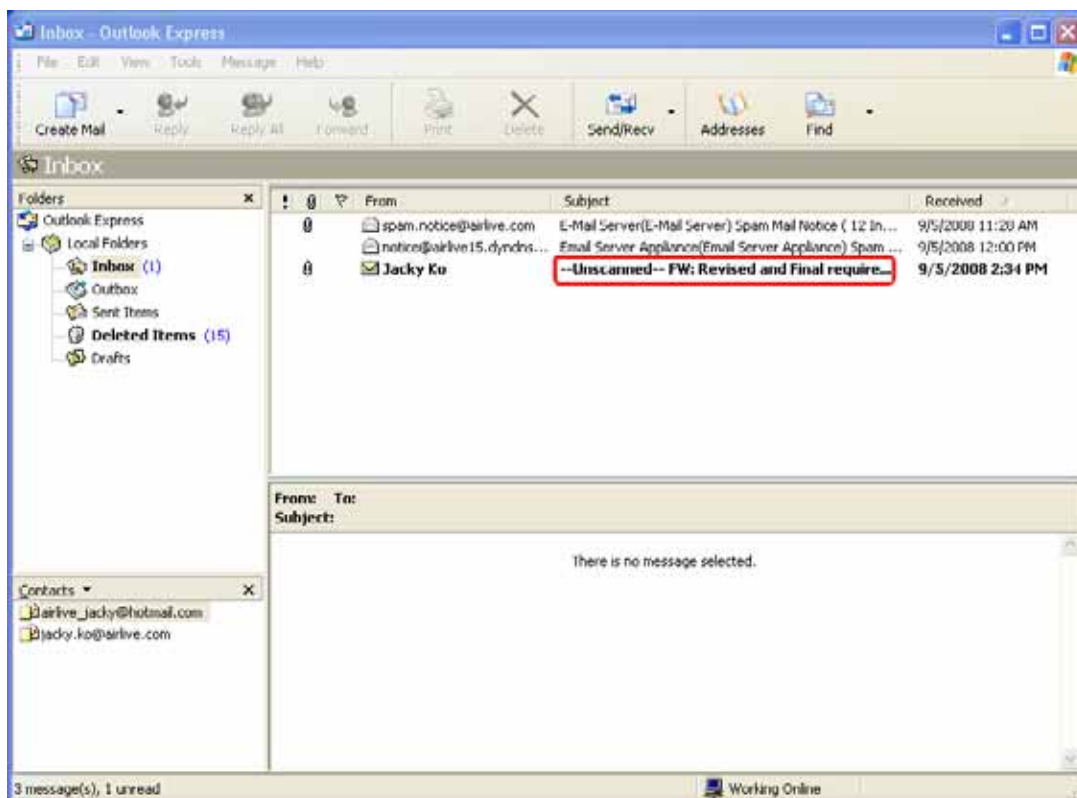 Inbox - Outlook Express
File Edit View Tools Message Help
Create Mail Reply Reply All Forward Print Delete Send/Recv Addresses Find
Inbox
Folders
Outlook Express
Local Folders
Inbox (1)
Outbox
Sent Items
Deleted Items (15)
Drafts
! From Subject Received
spam.notice@airlive.com E-Mail Server(E-Mail Server) Spam Mail Notice ( 12 In... 9/5/2008 11:20 AM
notice@airlive15.dyndns.... Email Server Appliance(Email Server Appliance) Spam ... 9/5/2008 12:00 PM
Jacky Ko --Unscanned-- FW: Revised and Final require... 9/5/2008 2:34 PM
From: To:
Subject:
There is no message selected.
Contacts
airlive_jacky@hotmail.com
jacky.ko@airlive.com
3 message(s), 1 unread Working Online